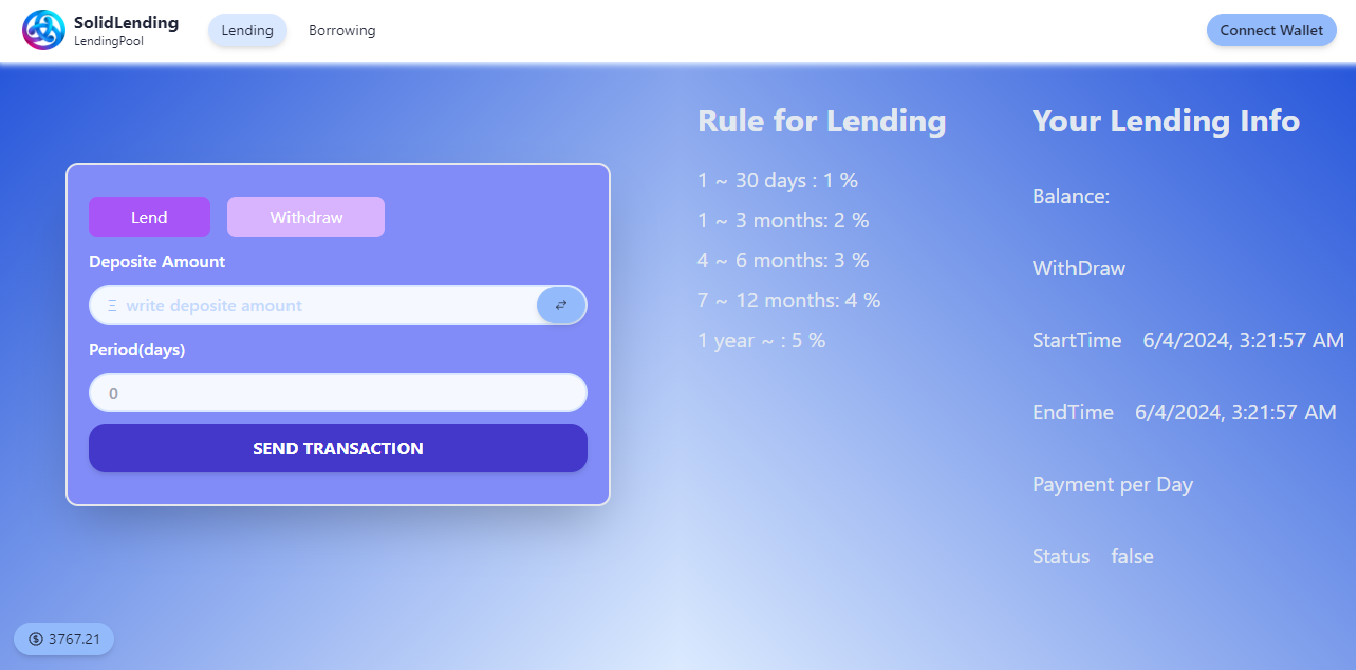 SolidLending
LendingPool
Lending
Borrowing
Connect Wallet
Lend
Withdraw
Deposite Amount
Ξ write deposite amount
Period(days)
0
SEND TRANSACTION
Rule for Lending
1 ~ 30 days : 1 %
1 ~ 3 months: 2 %
4 ~ 6 months: 3 %
7 ~ 12 months: 4 %
1 year ~ : 5 %
Your Lending Info
Balance:
WithDraw
StartTime 6/4/2024, 3:21:57 AM
EndTime 6/4/2024, 3:21:57 AM
Payment per Day
Status false
$ 3767.21